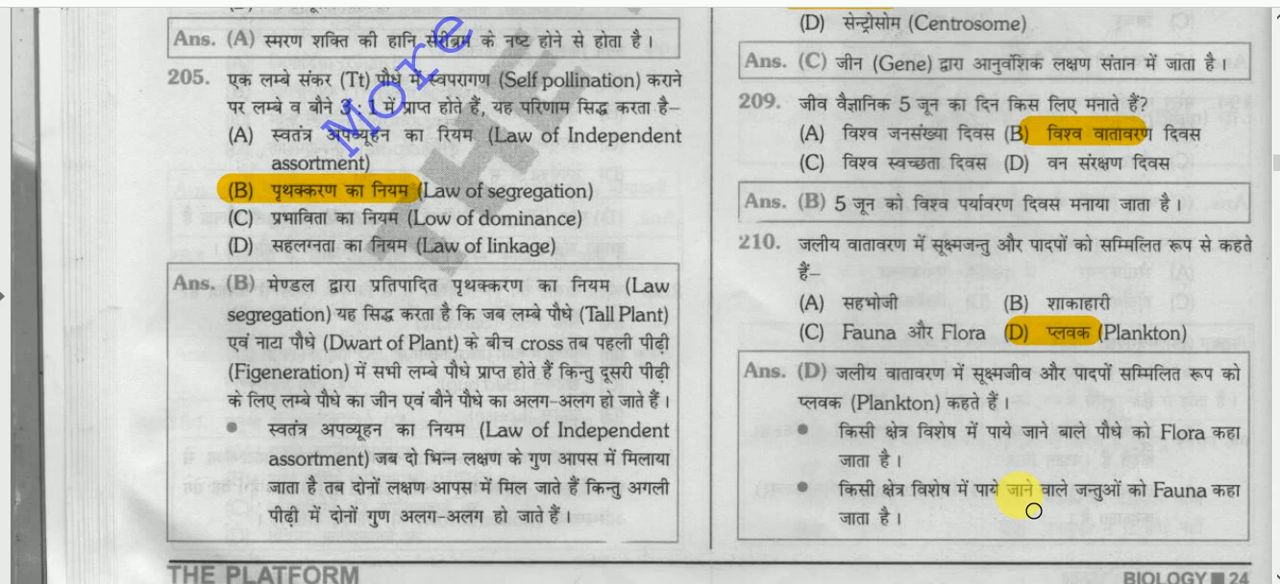 Ans. (A) स्मरण शक्ति की हानि सेरीब्रम के नष्ट होने से होता है।
205. एक लम्बे संकर (Tt) पौधे में स्वपरागण (Self pollination) कराने
पर लम्बे व बौने 3 : 1 में प्राप्त होते हैं, यह परिणाम सिद्ध करता है–
(A) स्वतंत्र अपव्यूहन का रियम (Law of Independent
assortment)
(B) पृथक्करण का नियम (Law of segregation)
(C) प्रभाविता का नियम (Low of dominance)
(D) सहलग्नता का नियम (Law of linkage)
Ans. (B) मेण्डल द्वारा प्रतिपादित पृथक्करण का नियम (Law
segregation) यह सिद्ध करता है कि जब लम्बे पौधे (Tall Plant)
एवं नाटा पौधे (Dwart of Plant) के बीच cross तब पहली पीढ़ी
(Figeneration) में सभी लम्बे पौधे प्राप्त होते हैं किन्तु दूसरी पीढ़ी
के लिए लम्बे पौधे का जीन एवं बौने पौधे का अलग-अलग हो जाते हैं।
● स्वतंत्र अपव्यूहन का नियम (Law of Independent
assortment) जब दो भिन्न लक्षण के गुण आपस में मिलाया
जाता है तब दोनों लक्षण आपस में मिल जाते हैं किन्तु अगली
पीढ़ी में दोनों गुण अलग-अलग हो जाते हैं।
THE PLATFORM
More
(D) सेन्ट्रोसोम (Centrosome)
Ans. (C) जीन (Gene) द्वारा आनुवंशिक लक्षण संतान में जाता है।
209. जीव वैज्ञानिक 5 जून का दिन किस लिए मनाते हैं?
(A) विश्व जनसंख्या दिवस (B) विश्व वातावरण दिवस
(C) विश्व स्वच्छता दिवस (D) वन संरक्षण दिवस
Ans. (B) 5 जून को विश्व पर्यावरण दिवस मनाया जाता है।
210. जलीय वातावरण में सूक्ष्मजन्तु और पादपों को सम्मिलित रूप से कहते
हैं–
(A) सहभोजी (B) शाकाहारी
(C) Fauna और Flora (D) प्लवक (Plankton)
Ans. (D) जलीय वातावरण में सूक्ष्मजीव और पादपों सम्मिलित रूप को
प्लवक (Plankton) कहते हैं।
● किसी क्षेत्र विशेष में पाये जाने बाले पौधे को Flora कहा
जाता है।
● किसी क्षेत्र विशेष में पाये जाने वाले जन्तुओं को Fauna कहा
जाता है।
BIOLOGY ■ 24